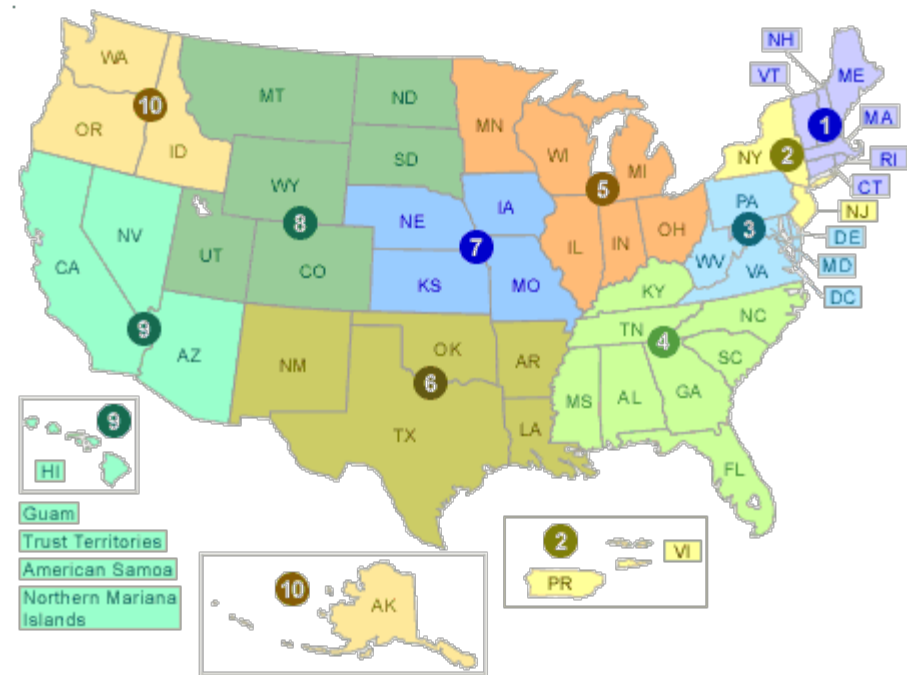 NH
WA
VT
ME
MT
ND
10
MN
MA
OR
1
ID
WI
NY
2
RI
SD
MI
CT
WY
5
PA
NJ
NE
IA
8
OH
3
DE
NV
7
UT
IL
IN
WV
MD
CA
CO
VA
KS
MO
KY
DC
9
TN
NC
4
AZ
OK
AR
SC
NM
6
GA
MS
AL
9
TX
LA
HI
FL
Guam
Trust Territories
2
VI
American Samoa
10
PR
Northern Mariana
Islands
AK